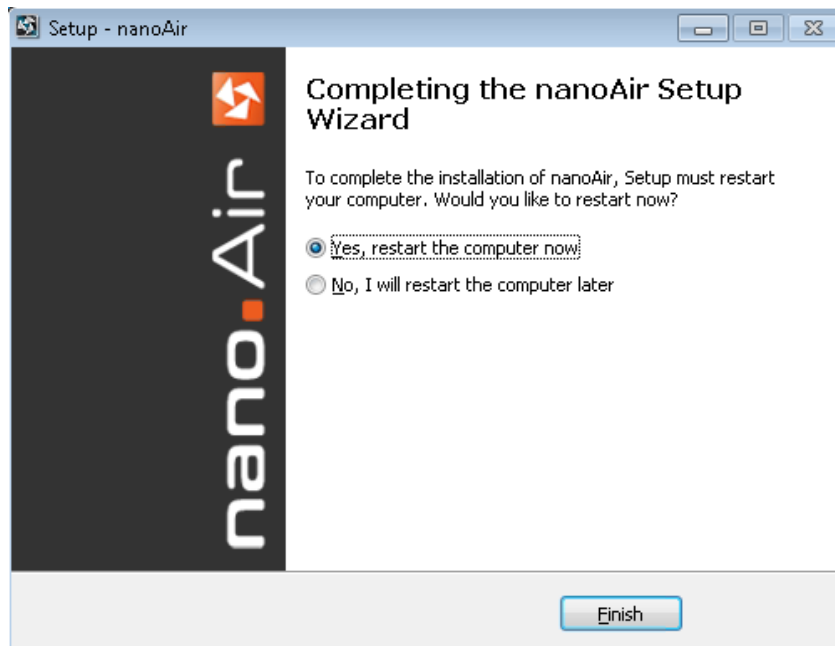 Setup - nanoAir
nano.Air
Completing the nanoAir Setup
Wizard
To complete the installation of nanoAir, Setup must restart
your computer. Would you like to restart now?
Yes, restart the computer now
No, I will restart the computer later
Finish